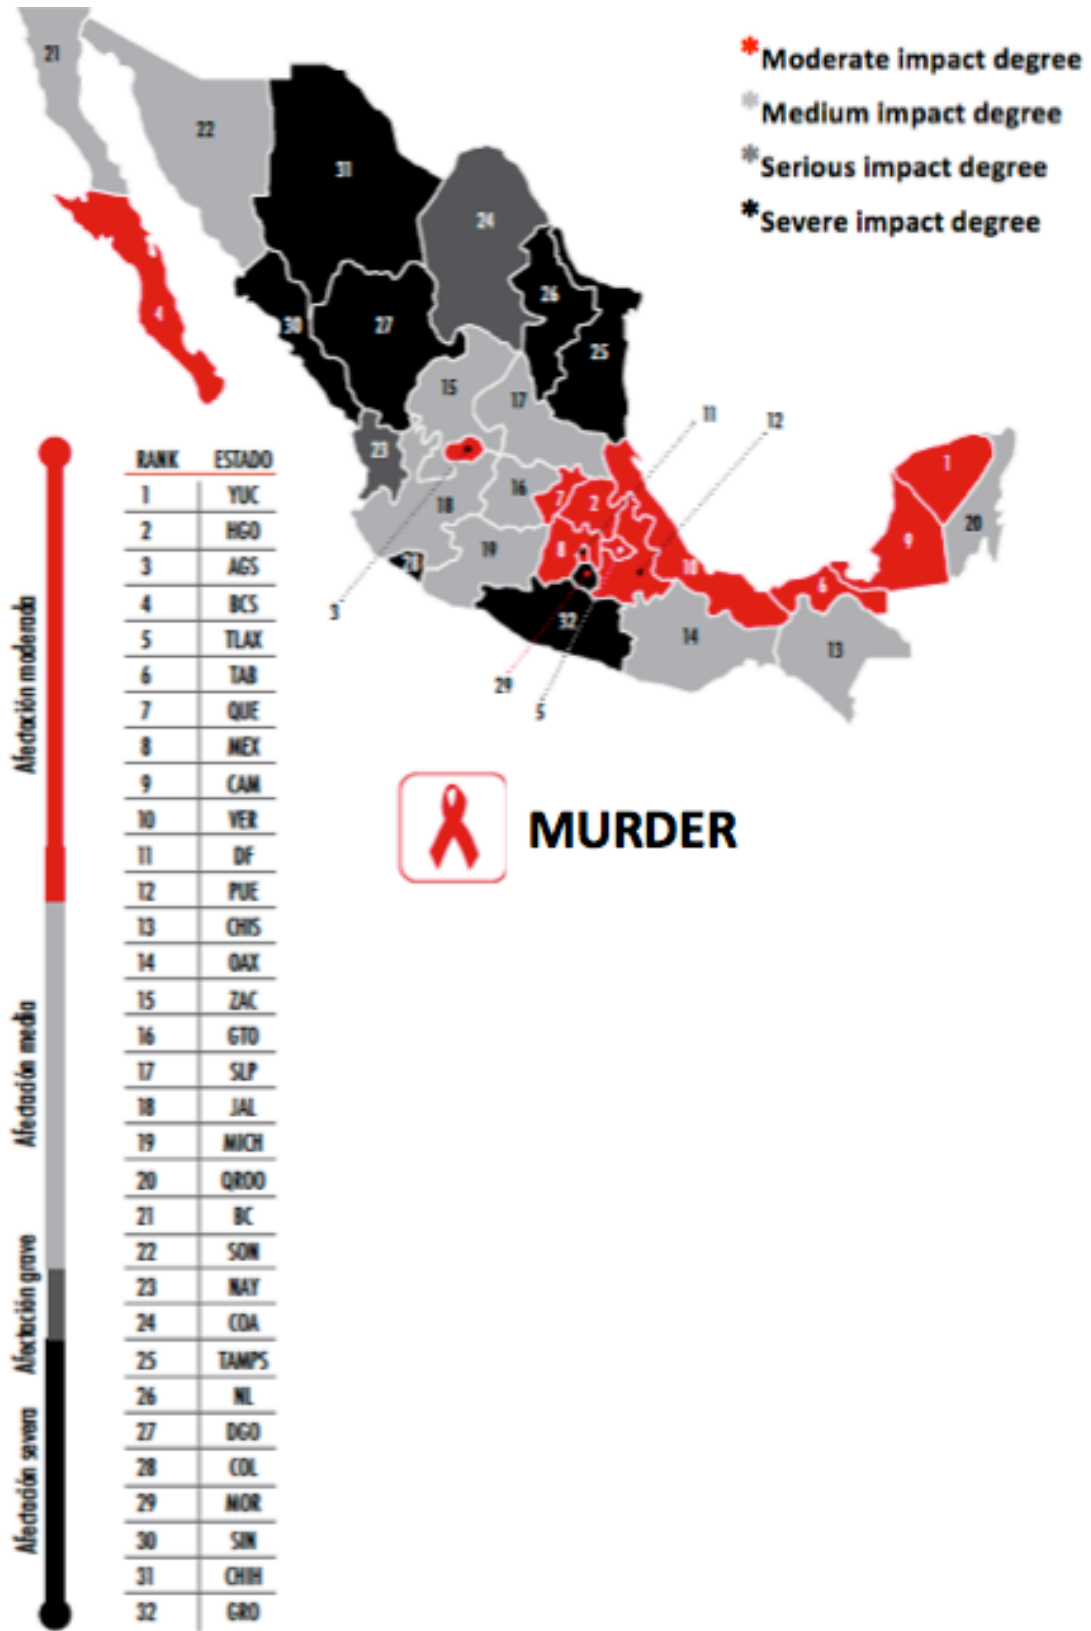 *Moderate impact degree
*Medium impact degree
*Serious impact degree
*Severe impact degree
21
22
31
24
4
30
27
26
25
15
17
23
11
12
16
18
7
2
1
20
9
19
8
10
6
28
3
32
14
13
29
5
MURDER
Afectación moderada
Afectación media
Afectación grave
Afectación severa
RANK ESTADO
1 YUC
2 HGO
3 AGS
4 BCS
5 TLAX
6 TAB
7 QUE
8 MEX
9 CAM
10 VER
11 DF
12 PUE
13 CHIS
14 OAX
15 ZAC
16 GTO
17 SLP
18 JAL
19 MICH
20 QROO
21 BC
22 SON
23 NAY
24 COA
25 TAMPS
26 NL
27 DGO
28 COL
29 MOR
30 SIN
31 CHIH
32 GRO